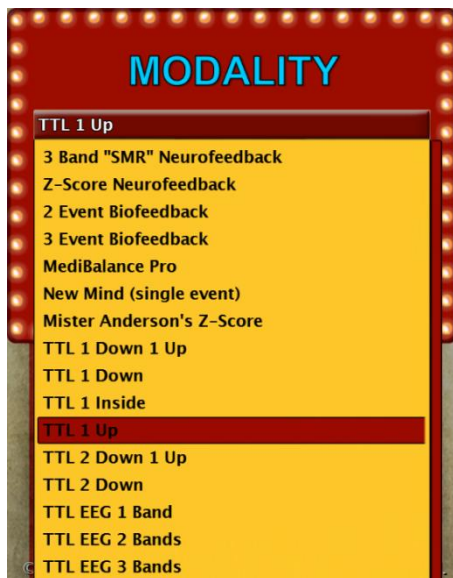 MODALITY
TTL 1 Up
3 Band "SMR" Neurofeedback
Z-Score Neurofeedback
2 Event Biofeedback
3 Event Biofeedback
MediBalance Pro
New Mind (single event)
Mister Anderson's Z-Score
TTL 1 Down 1 Up
TTL 1 Down
TTL 1 Inside
TTL 1 Up
TTL 2 Down 1 Up
TTL 2 Down
TTL EEG 1 Band
TTL EEG 2 Bands
©
TTL EEG 3 Bands